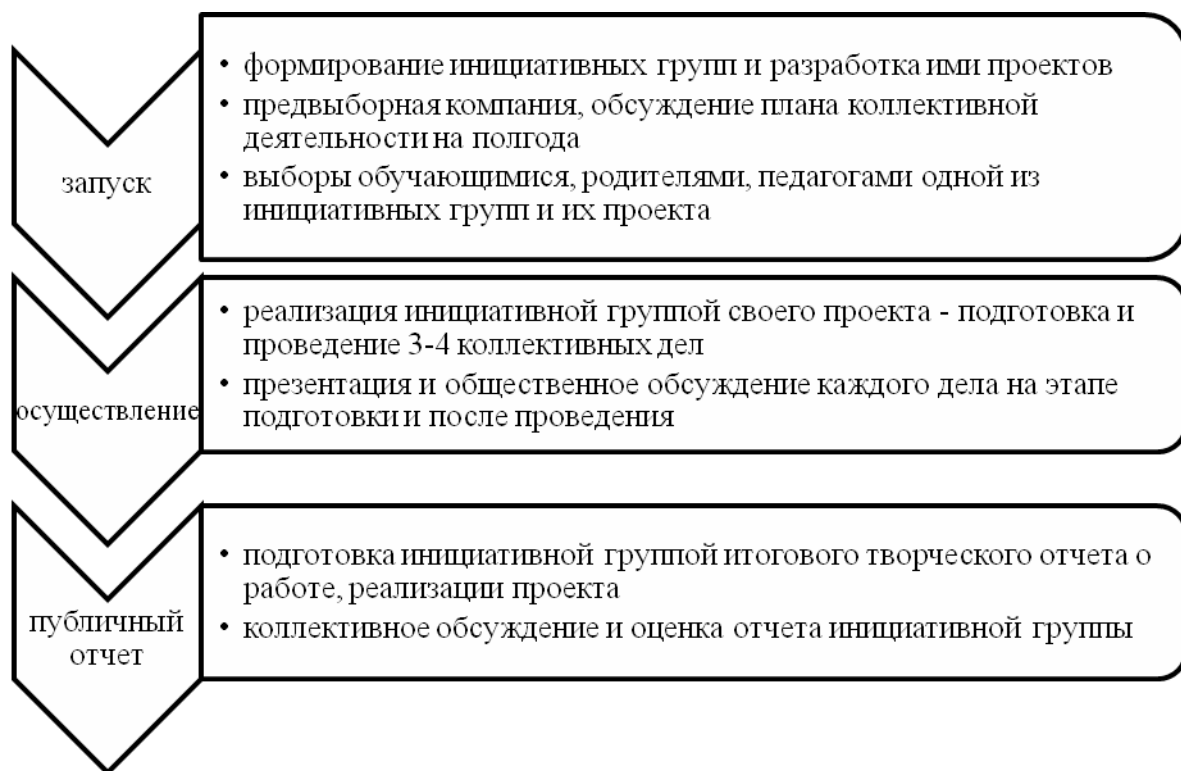 запуск
• формирование инициативных групп и разработка ими проектов
• предвыборная компания, обсуждение плана коллективной
деятельности на полгода
• выборы обучающимися, родителями, педагогами одной из
инициативных групп и их проекта
осуществление
• реализация инициативной группой своего проекта - подготовка и
проведение 3-4 коллективных дел
• презентация и общественное обсуждение каждого дела на этапе
подготовки и после проведения
публичный
отчет
• подготовка инициативной группой итогового творческого отчета о
работе, реализации проекта
• коллективное обсуждение и оценка отчета инициативной группы